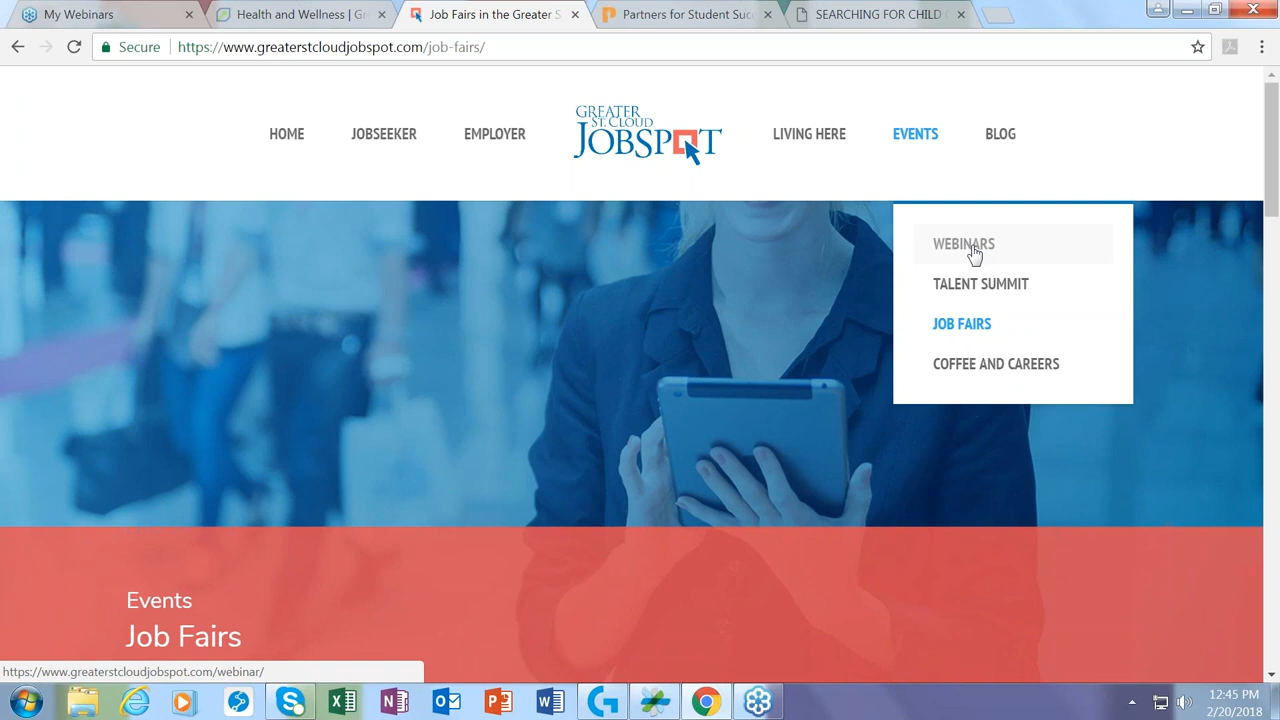 My Webinars
Health and Wellness | Gr
Job Fairs in the Greater S
Partners for Student Suc
SEARCHING FOR CHILD C
Secure
https://www.greaterstcloudjobspot.com/job-fairs/
HOME
JOBSEEKER
EMPLOYER
GREATER
ST. CLOUD
JOBSPOT
LIVING HERE
EVENTS
BLOG
WEBINARS
TALENT SUMMIT
JOB FAIRS
COFFEE AND CAREERS
Events
Job Fairs
https://www.greaterstcloudjobspot.com/webinar/
12:45 PM
2/20/2018